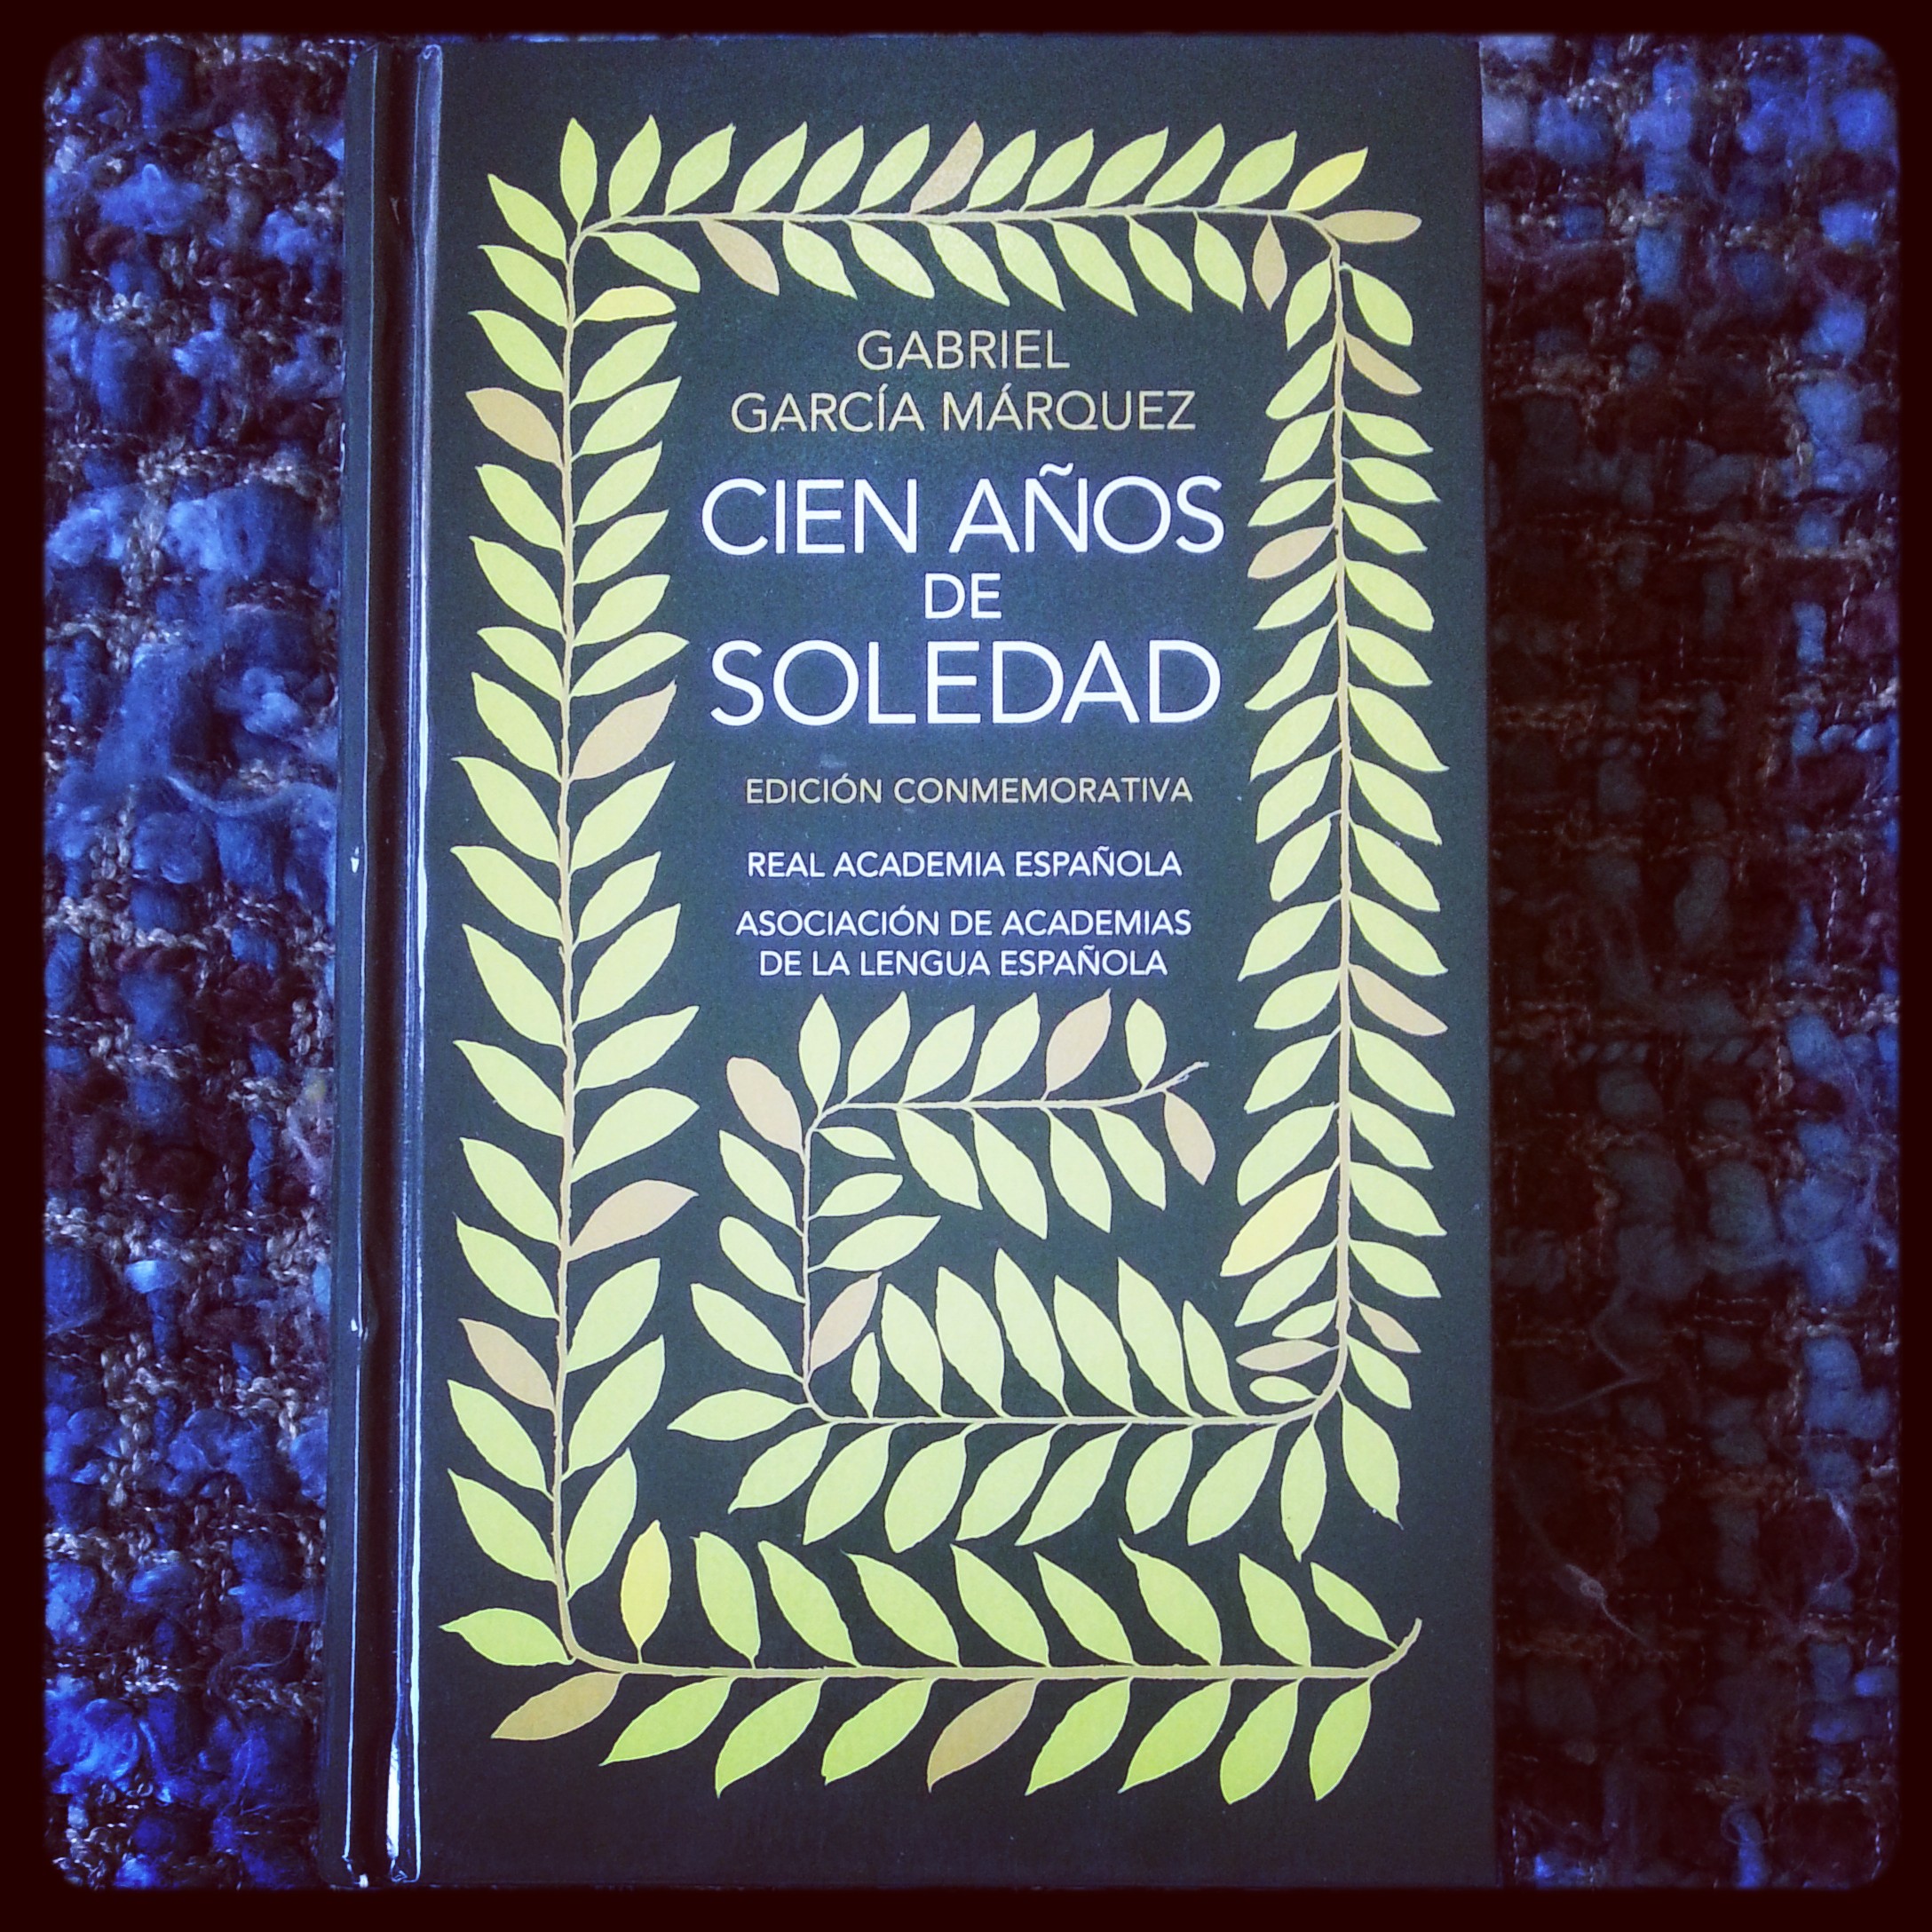 GABRIEL
GARCÍA MÁRQUEZ
CIEN AÑOS
DE
SOLEDAD
EDICIÓN CONMEMORATIVA
REAL ACADEMIA ESPAÑOLA
ASOCIACIÓN DE ACADEMIAS
DE LA LENGUA ESPAÑOLA